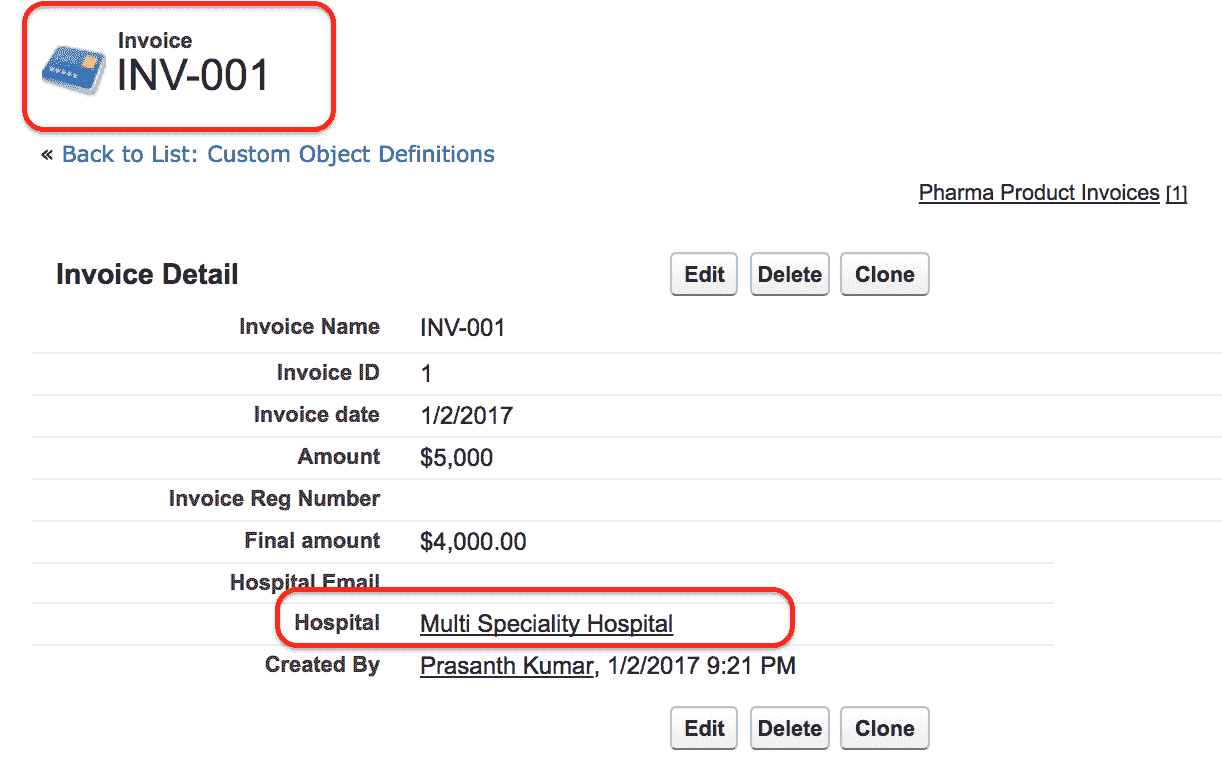 Invoice
INV-001
« Back to List: Custom Object Definitions
Pharma Product Invoices [1]
Invoice Detail Edit Delete Clone
Invoice Name INV-001
Invoice ID 1
Invoice date 1/2/2017
Amount $5,000
Invoice Reg Number
Final amount $4,000.00
Hospital Email
Hospital Multi Speciality Hospital
Created By Prasanth Kumar, 1/2/2017 9:21 PM
Edit Delete Clone